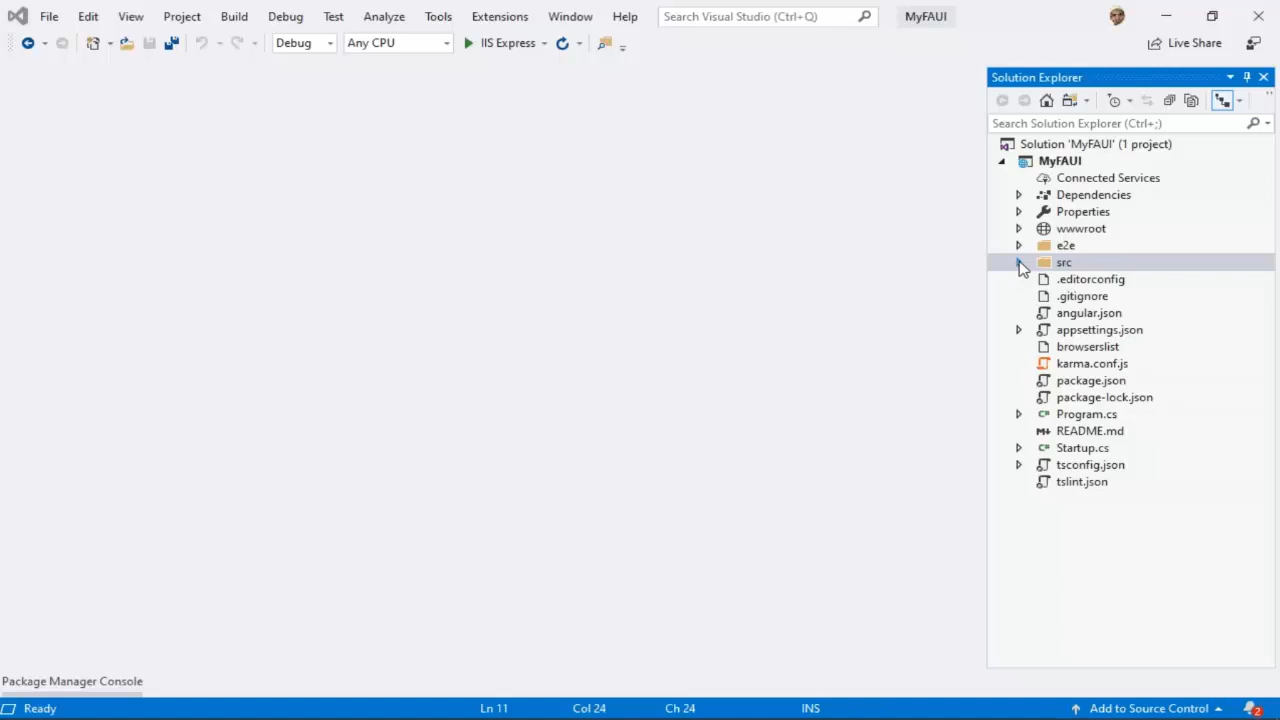 File Edit View Project Build Debug Test Analyze Tools Extensions Window Help Search Visual Studio (Ctrl+Q) MyFAUI
Debug Any CPU IIS Express Live Share
Solution Explorer
Search Solution Explorer (Ctrl+;)
Solution 'MyFAUI' (1 project)
MyFAUI
Connected Services
Dependencies
Properties
wwwroot
e2e
src
.editorconfig
.gitignore
angular.json
appsettings.json
browserslist
karma.conf.js
package.json
package-lock.json
C# Program.cs
M+ README.md
C# Startup.cs
tsconfig.json
tslint.json
Package Manager Console
Ready Ln 11 Col 24 Ch 24 INS Add to Source Control 2